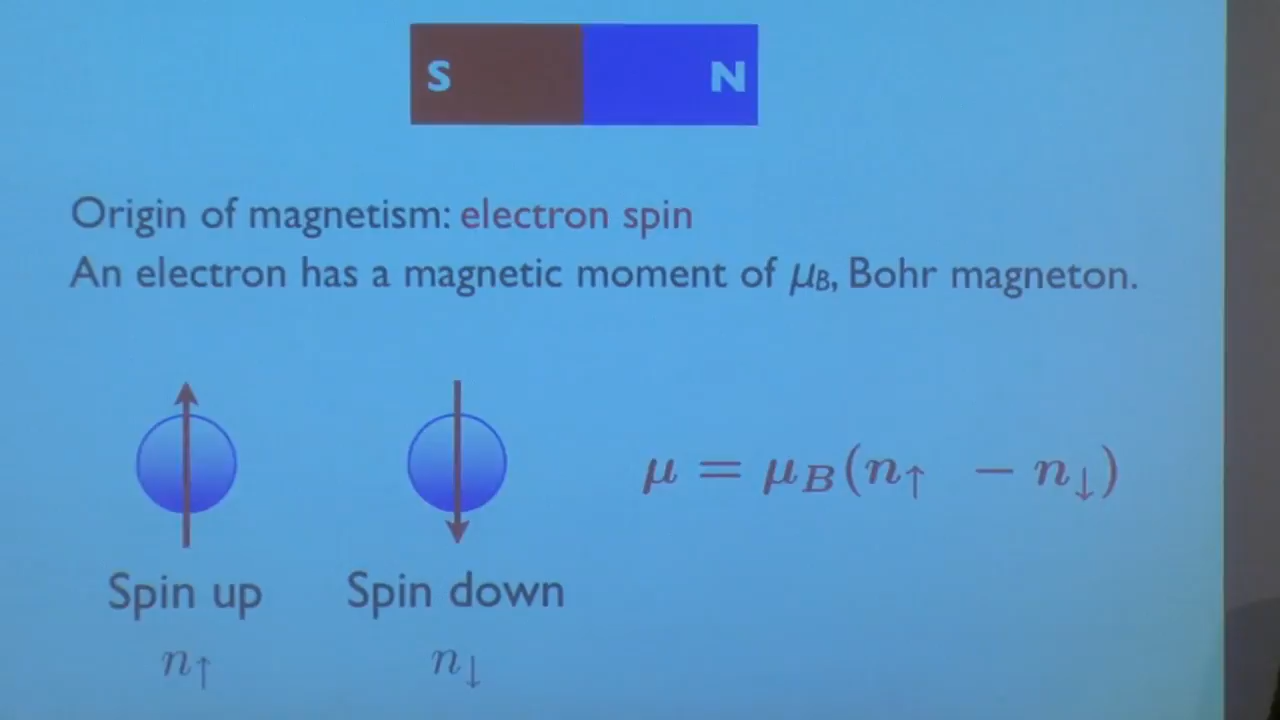 S N
Origin of magnetism: electron spin
An electron has a magnetic moment of μB, Bohr magneton.
μ = μB(n↑ − n↓)
Spin up Spin down
n↑ n↓